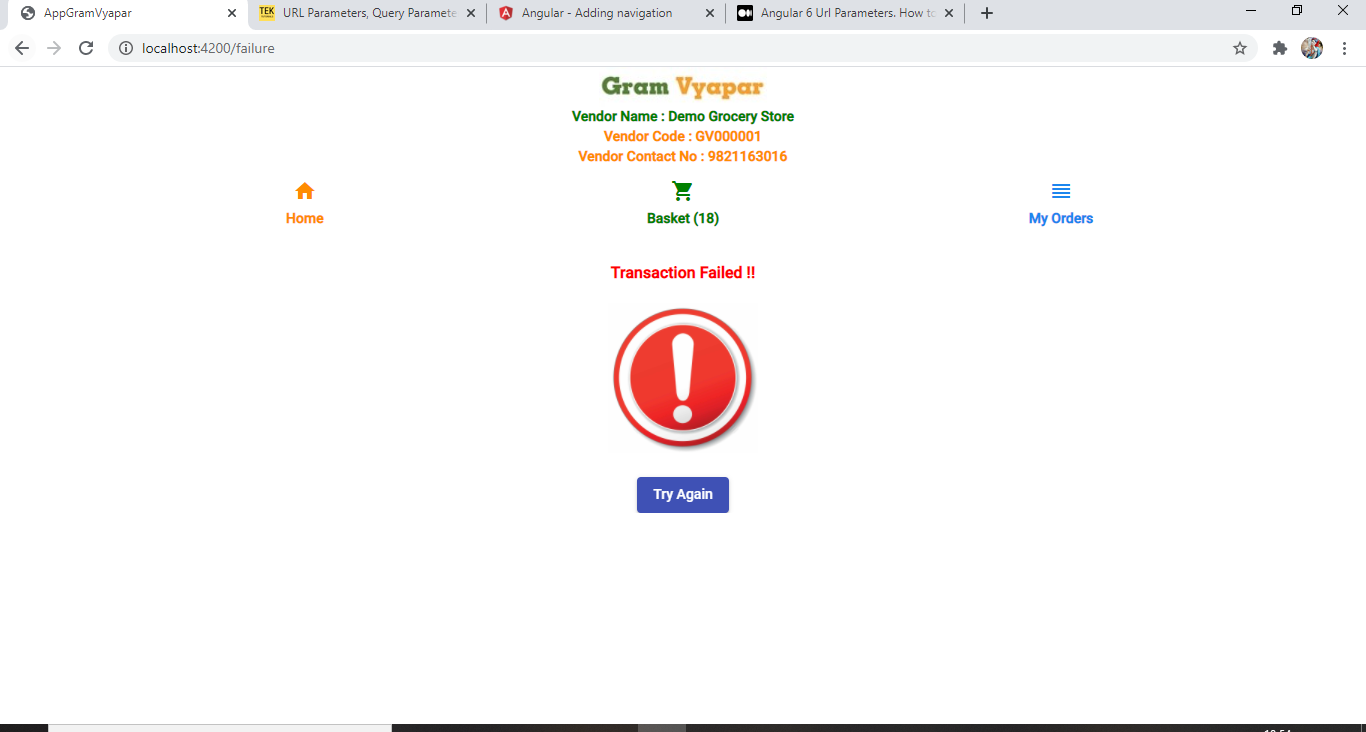 AppGramVyapar
TEK URL Parameters, Query Paramete
Angular - Adding navigation
Angular 6 Url Parameters. How to
localhost:4200/failure
Gram Vyapar
Vendor Name : Demo Grocery Store
Vendor Code : GV000001
Vendor Contact No : 9821163016
Home
Basket (18)
My Orders
Transaction Failed !!
Try Again